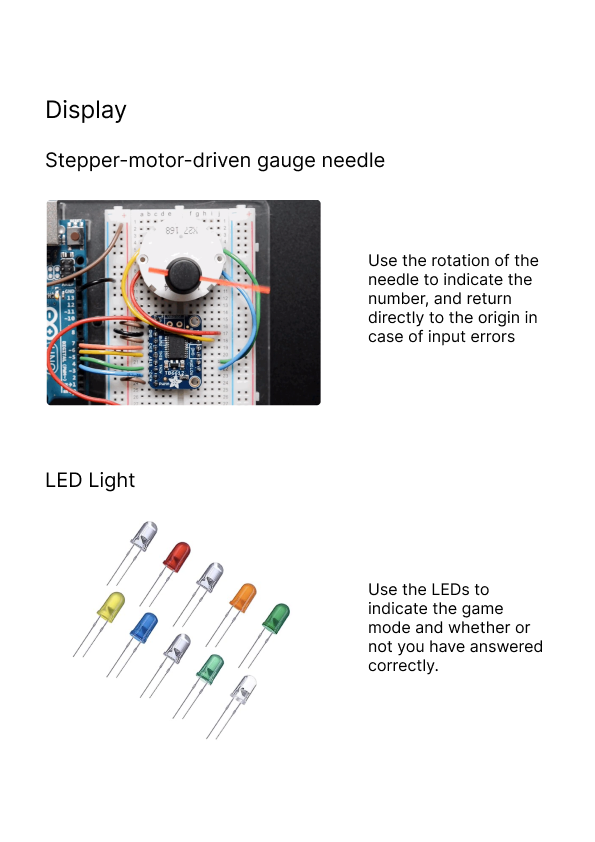 Display
Stepper-motor-driven gauge needle
Use the rotation of the
needle to indicate the
number, and return
directly to the origin in
case of input errors
LED Light
Use the LEDs to
indicate the game
mode and whether or
not you have answered
correctly.